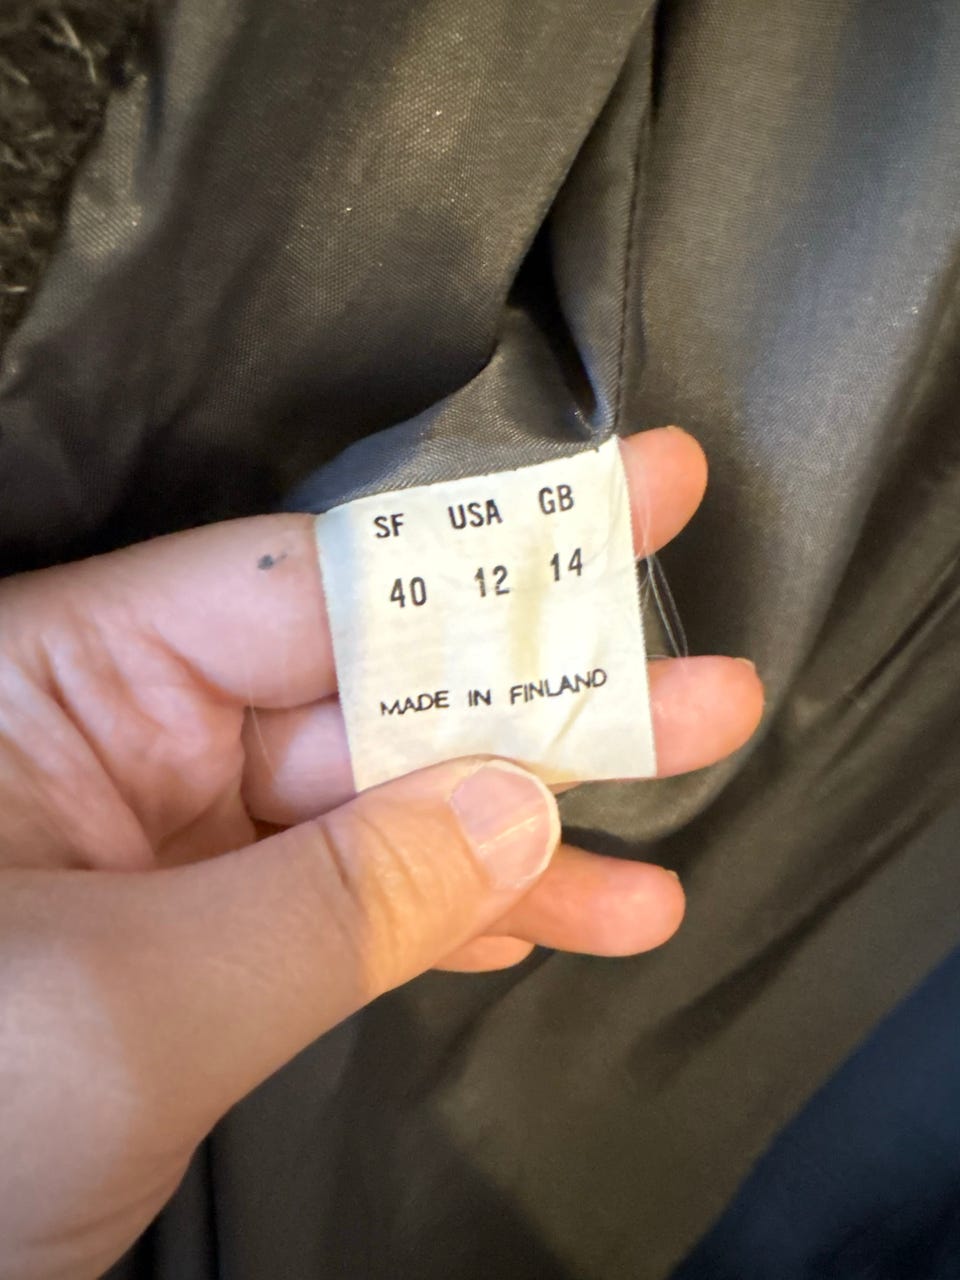 SF USA GB
40 12 14
MADE IN FINLAND